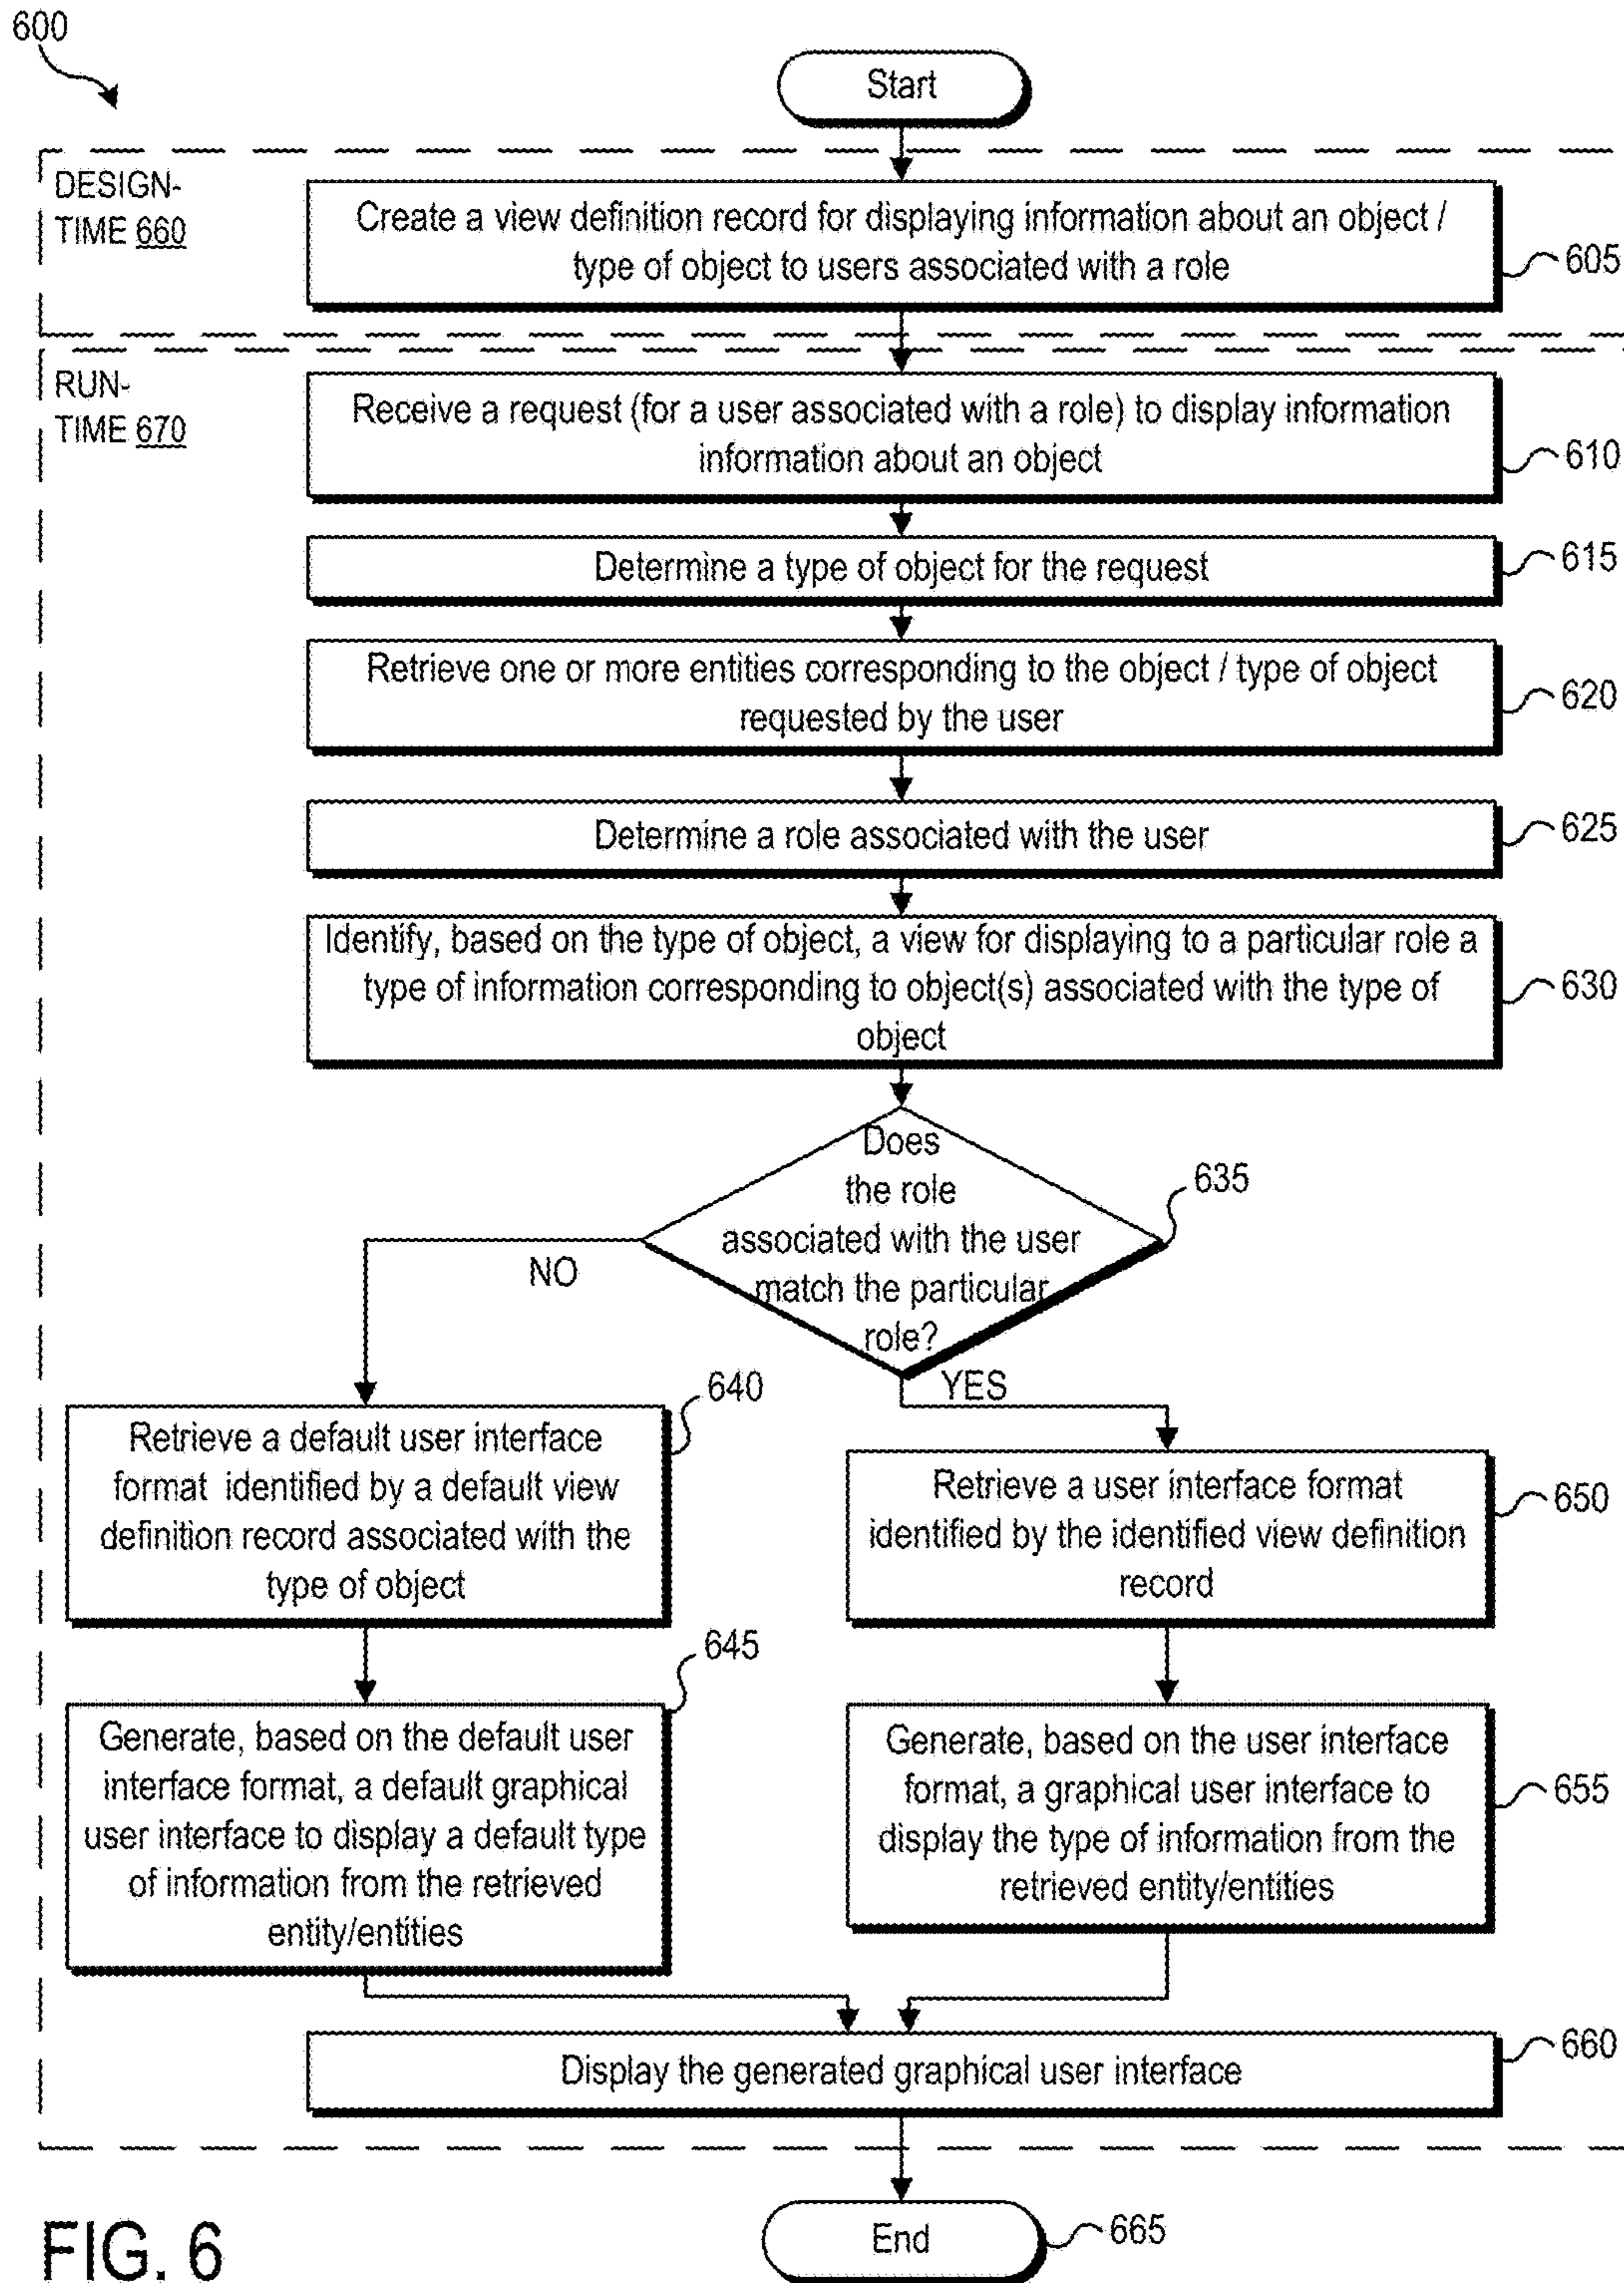 600
Start
DESIGN-
TIME 660
Create a view definition record for displaying information about an object /
type of object to users associated with a role
605
RUN-
TIME 670
Receive a request (for a user associated with a role) to display information
information about an object
610
Determine a type of object for the request
615
Retrieve one or more entities corresponding to the object / type of object
requested by the user
620
Determine a role associated with the user
625
Identify, based on the type of object, a view for displaying to a particular role a
type of information corresponding to object(s) associated with the type of
object
630
Does
the role
associated with the user
match the particular
role?
635
NO
YES
640
Retrieve a default user interface
format identified by a default view
definition record associated with the
type of object
Retrieve a user interface format
identified by the identified view definition
record
650
645
Generate, based on the default user
interface format, a default graphical
user interface to display a default type
of information from the retrieved
entity/entities
Generate, based on the user interface
format, a graphical user interface to
display the type of information from the
retrieved entity/entities
655
Display the generated graphical user interface
660
End
665
FIG. 6